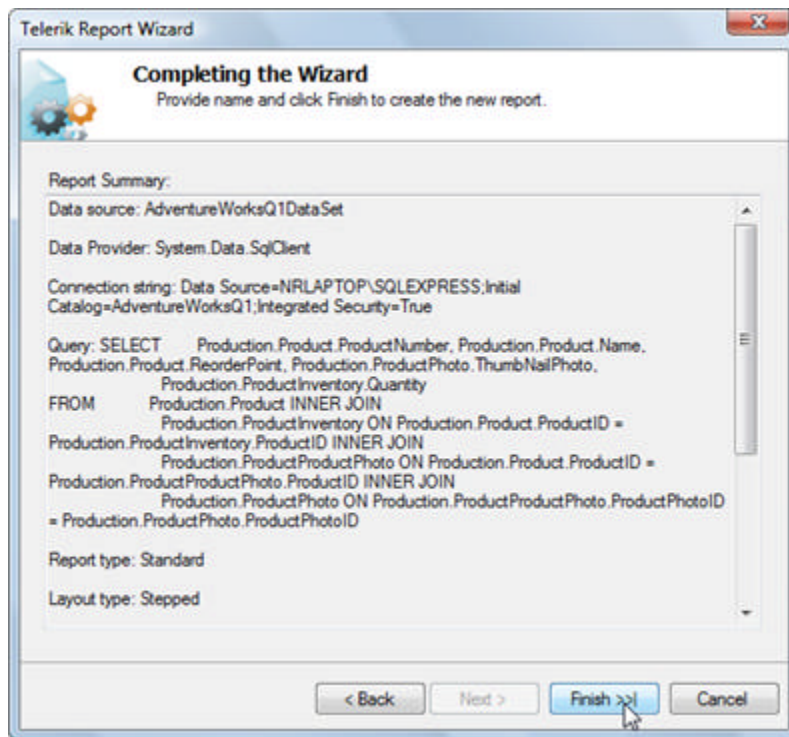 Telerik Report Wizard
Completing the Wizard
Provide name and click Finish to create the new report.
Report Summary:
Data source: AdventureWorksQ1DataSet
Data Provider: System.Data.SqlClient
Connection string: Data Source=NRLAPTOP\SQLEXPRESS;Initial
Catalog=AdventureWorksQ1;Integrated Security=True
Query: SELECT Production.Product.ProductNumber, Production.Product.Name,
Production.Product.ReorderPoint, Production.ProductPhoto.ThumbNailPhoto,
Production.ProductInventory.Quantity
FROM Production.Product INNER JOIN
Production.ProductInventory ON Production.Product.ProductID =
Production.ProductInventory.ProductID INNER JOIN
Production.ProductProductPhoto ON Production.Product.ProductID =
Production.ProductProductPhoto.ProductID INNER JOIN
Production.ProductPhoto ON Production.ProductProductPhoto.ProductPhotoID
= Production.ProductPhoto.ProductPhotoID
Report type: Standard
Layout type: Stepped
< Back Next > Finish >>| Cancel